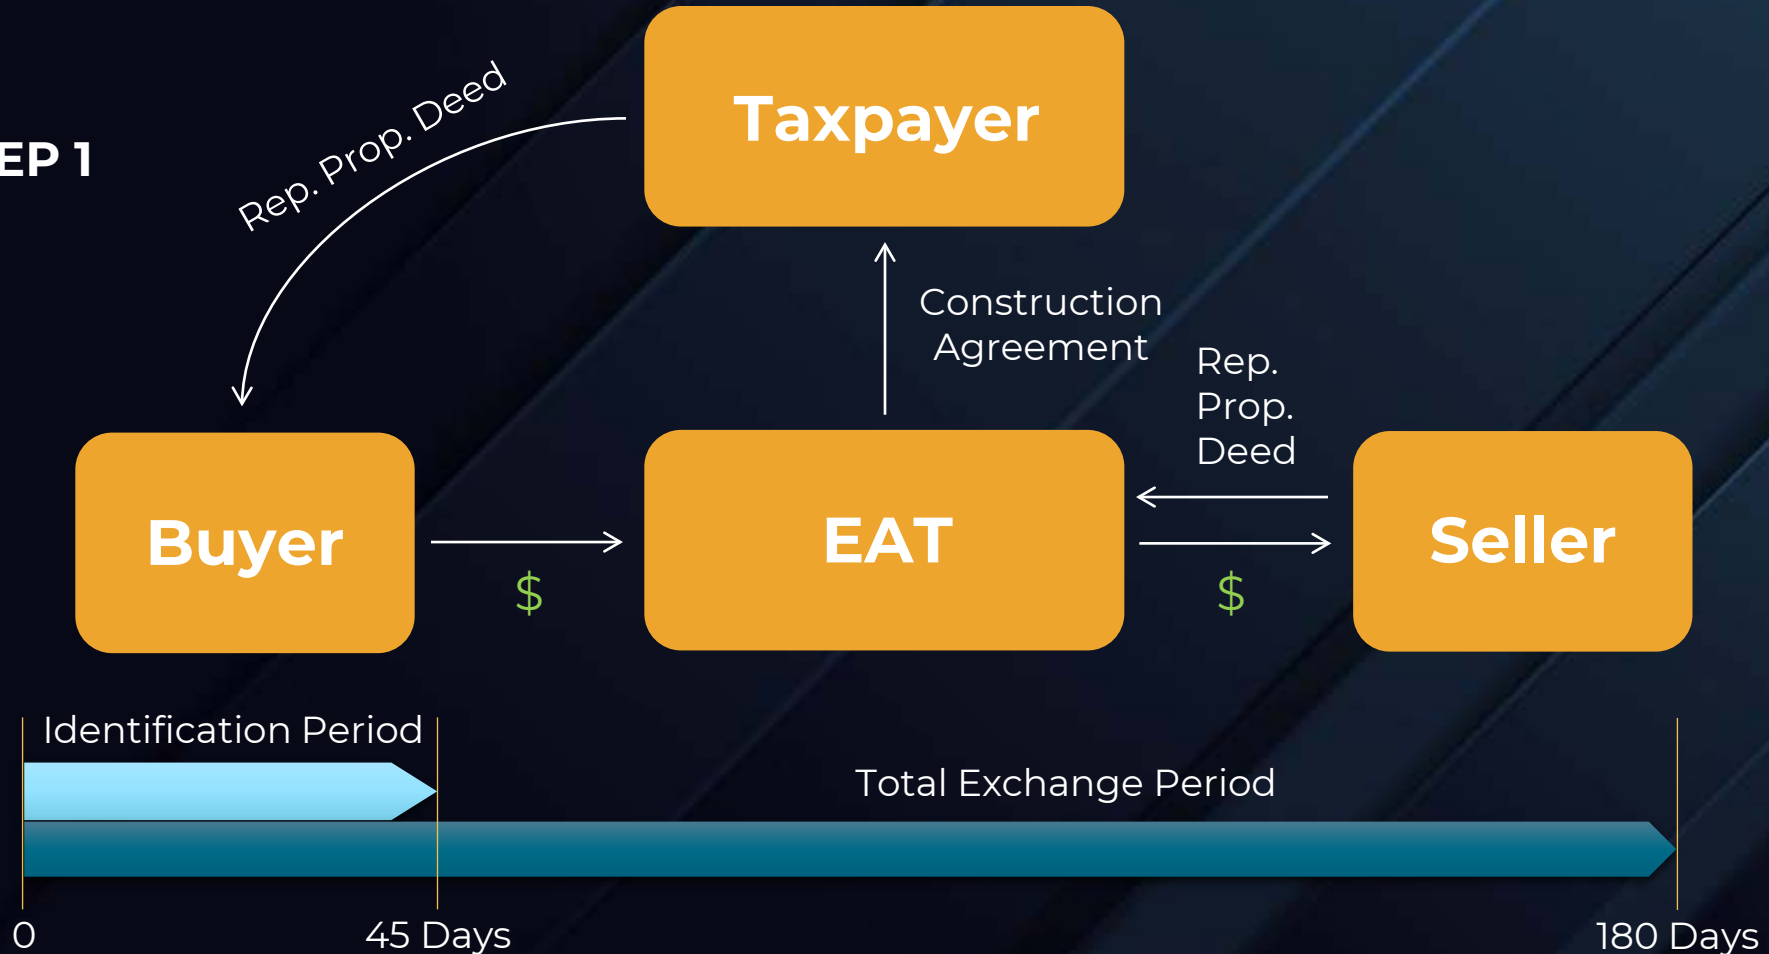 EP 1
Taxpayer
Rep. Prop. Deed
Construction
Agreement
Rep.
Prop.
Deed
Buyer
$
EAT
$
Seller
Identification Period
Total Exchange Period
0
45 Days
180 Days